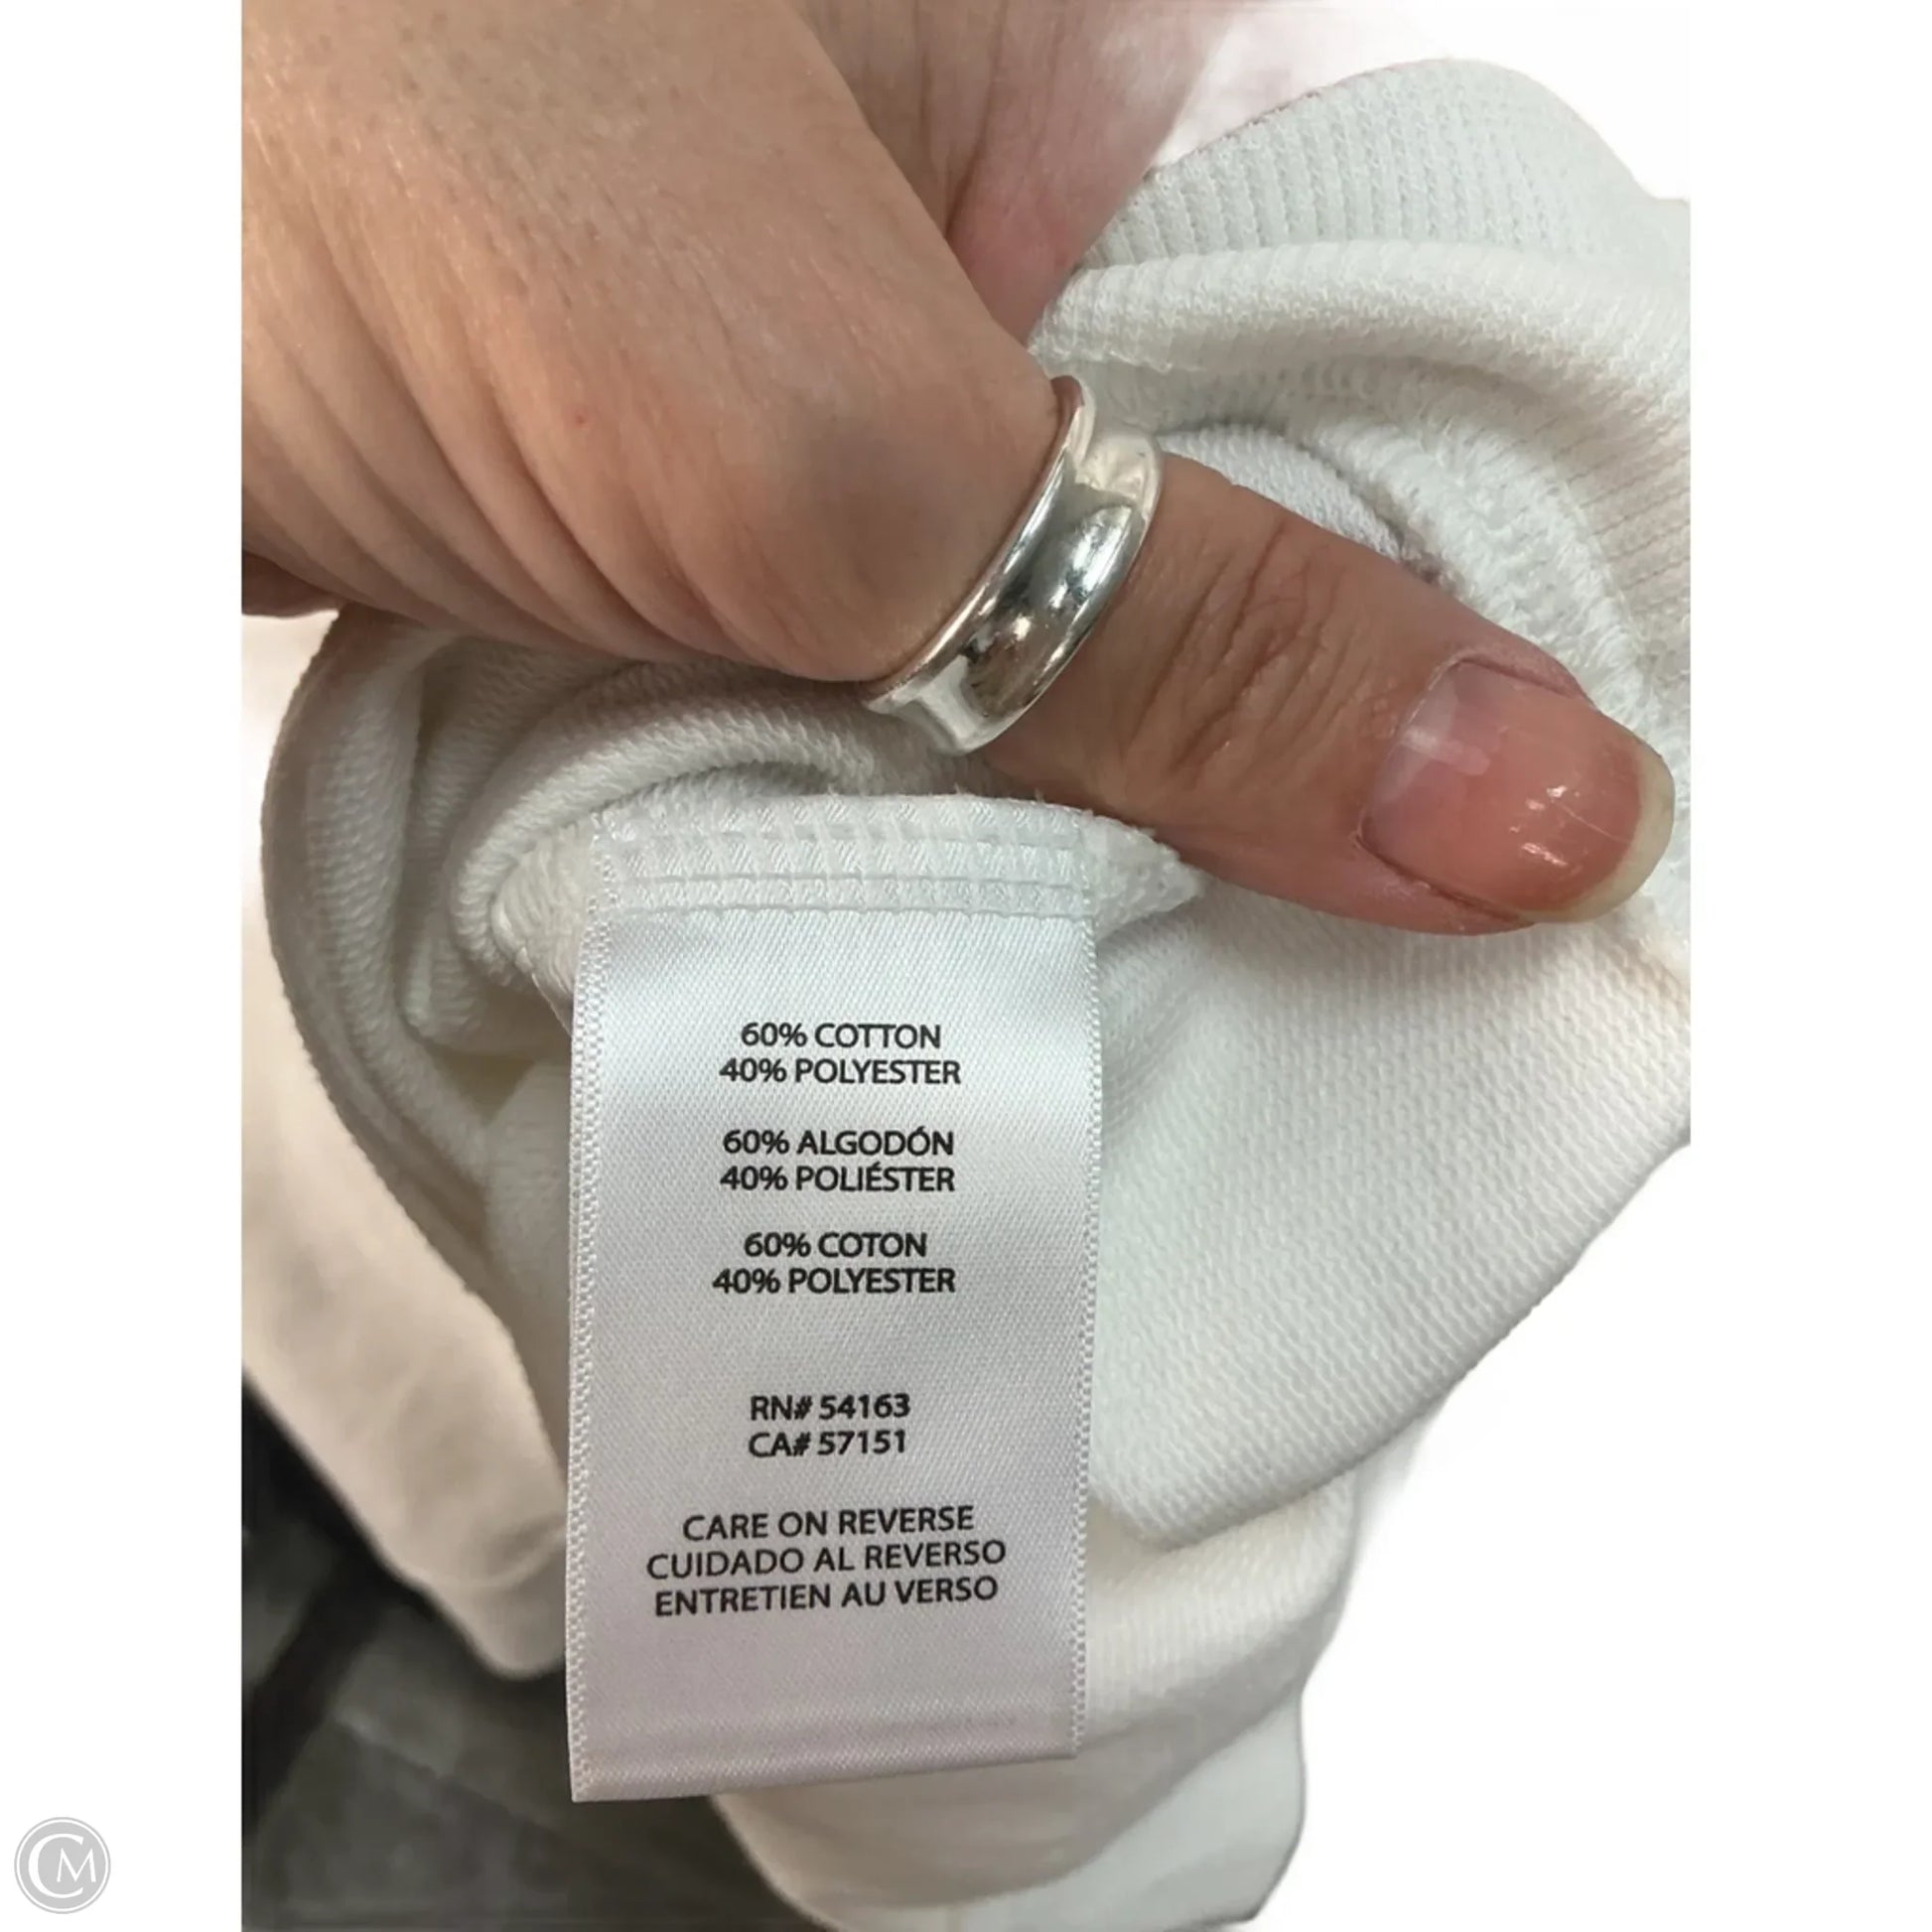 60% COTTON
40% POLYESTER
60% ALGODÓN
40% POLIÉSTER
60% COTON
40% POLYESTER
RN# 54163
CA# 57151
CARE ON REVERSE
CUIDADO AL REVERSO
ENTRETIEN AU VERSO
CM